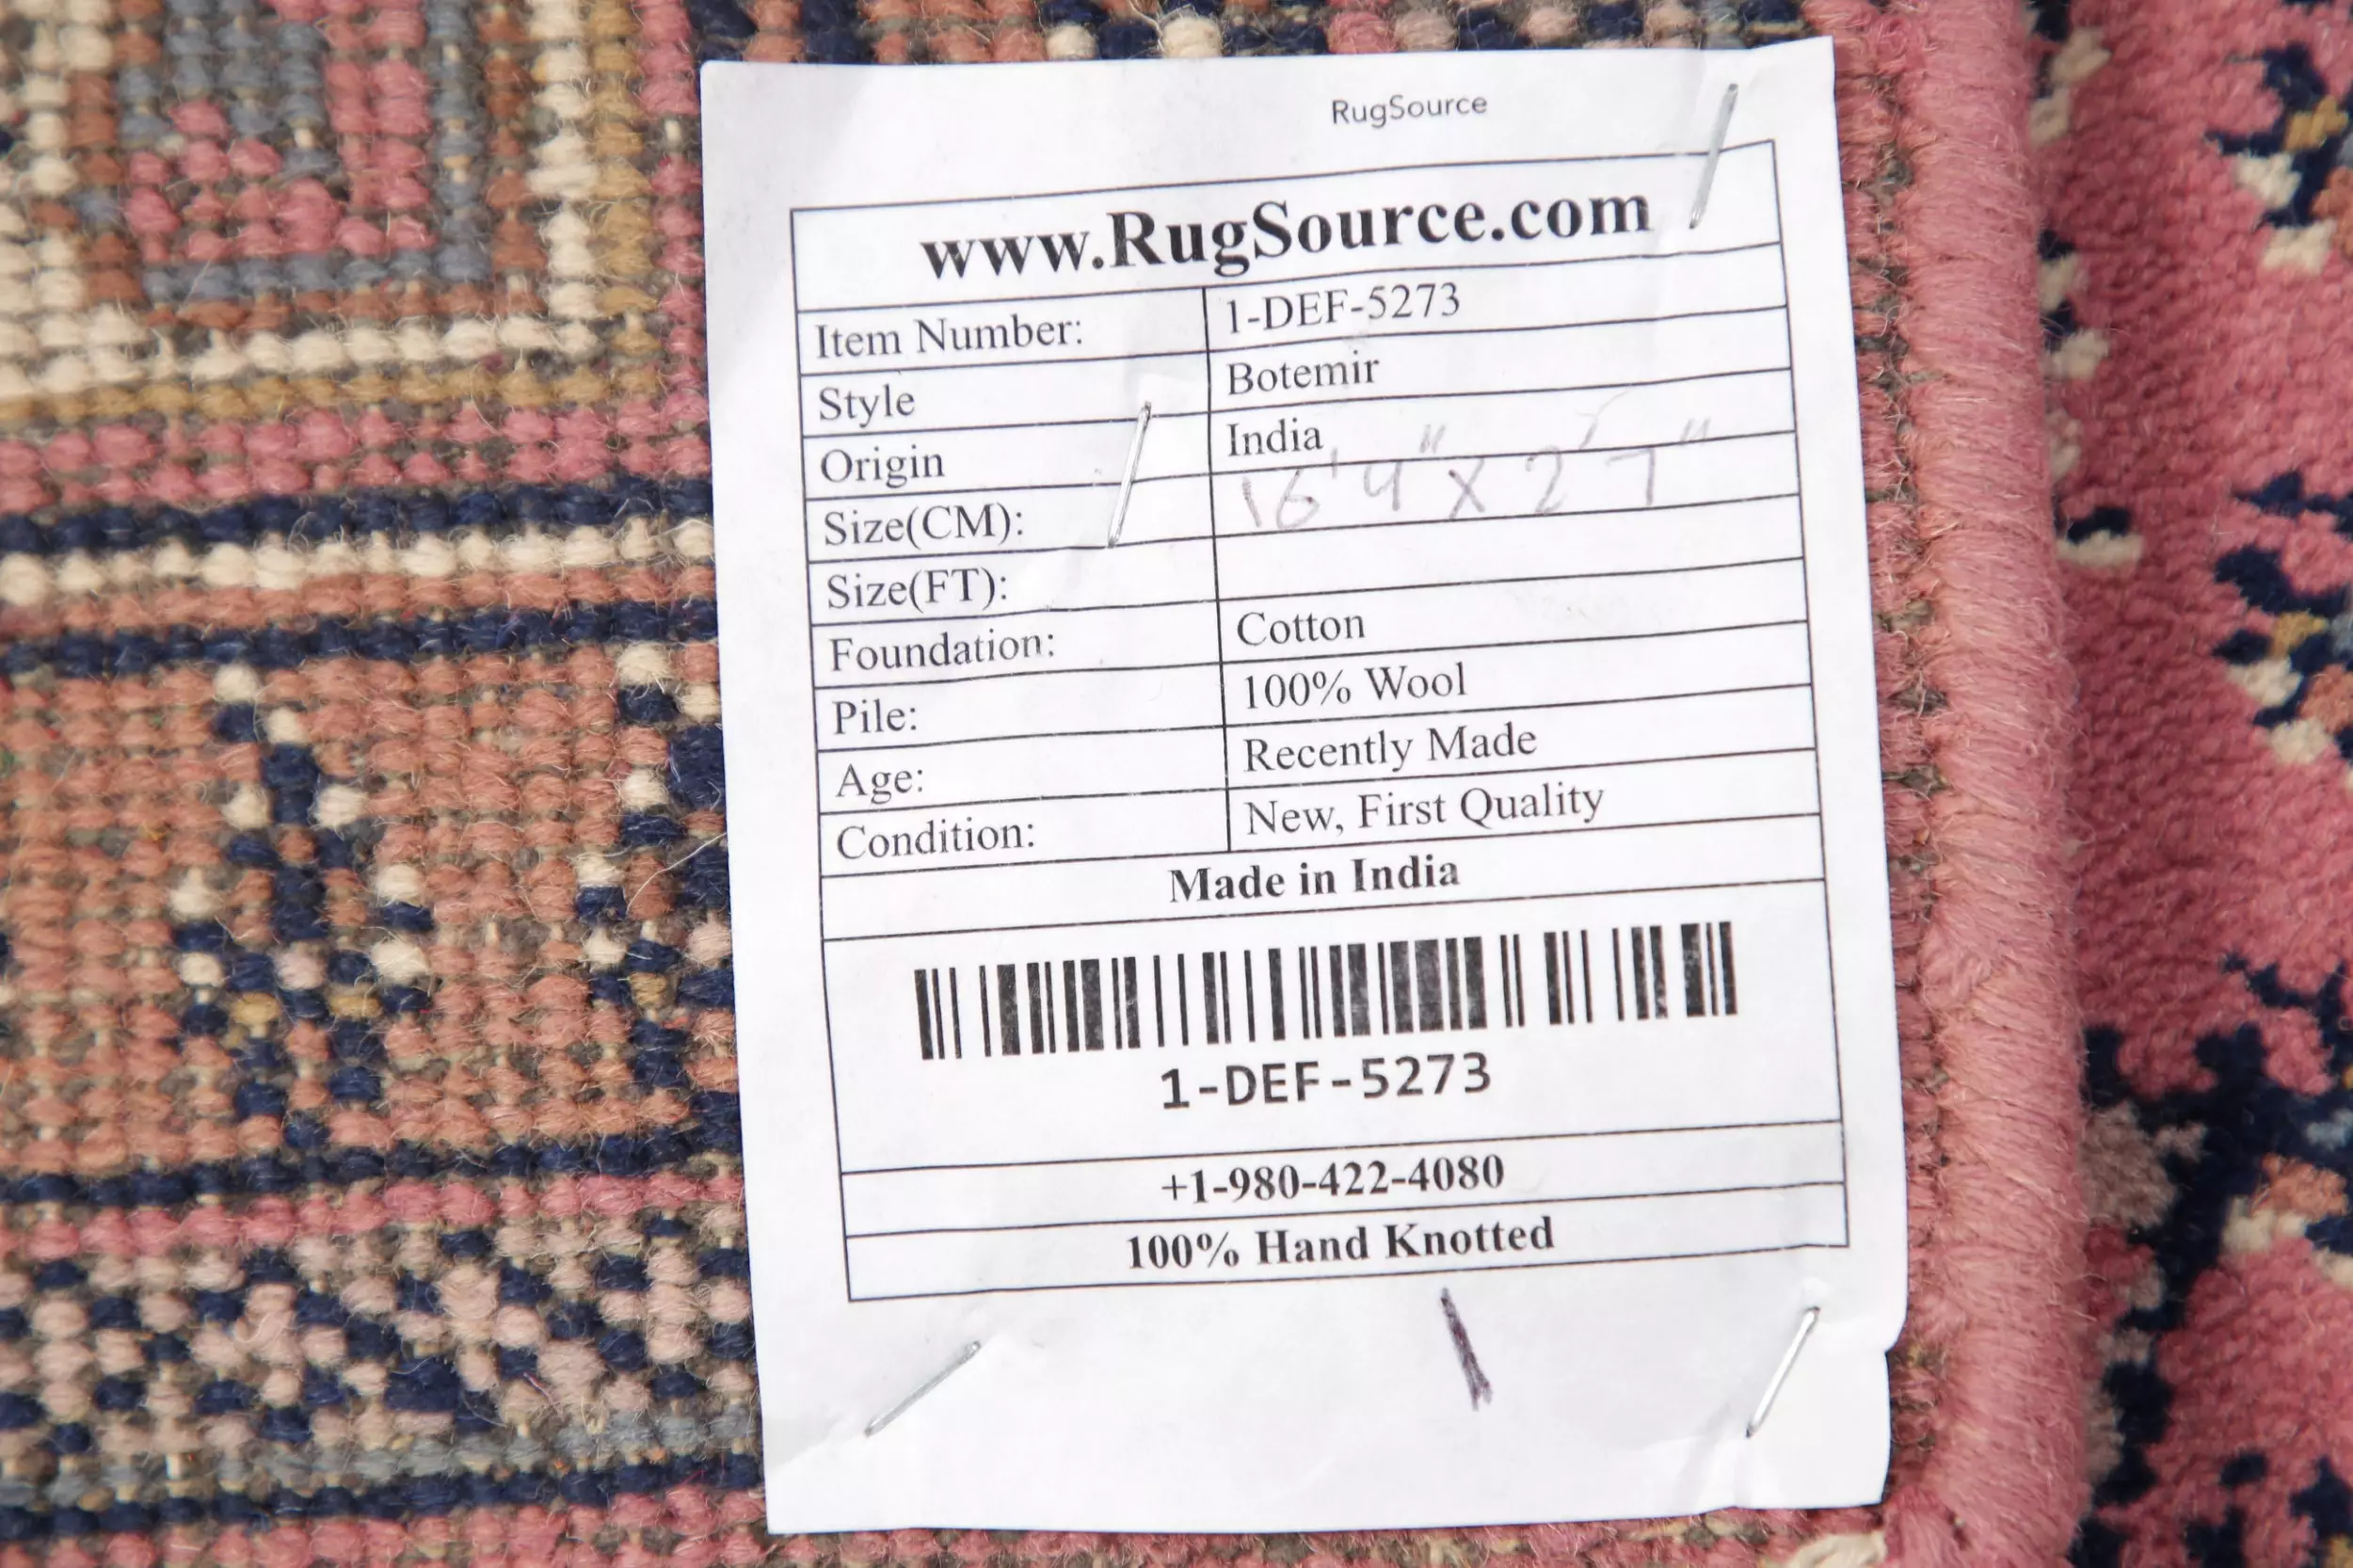 RugSource
www.RugSource.com
Item Number: 1-DEF-5273
Style Botemir
Origin India
Size(CM): 16'4" X 2'7"
Size(FT):
Foundation: Cotton
Pile: 100% Wool
Age: Recently Made
Condition: New, First Quality
Made in India
1-DEF-5273
+1-980-422-4080
100% Hand Knotted